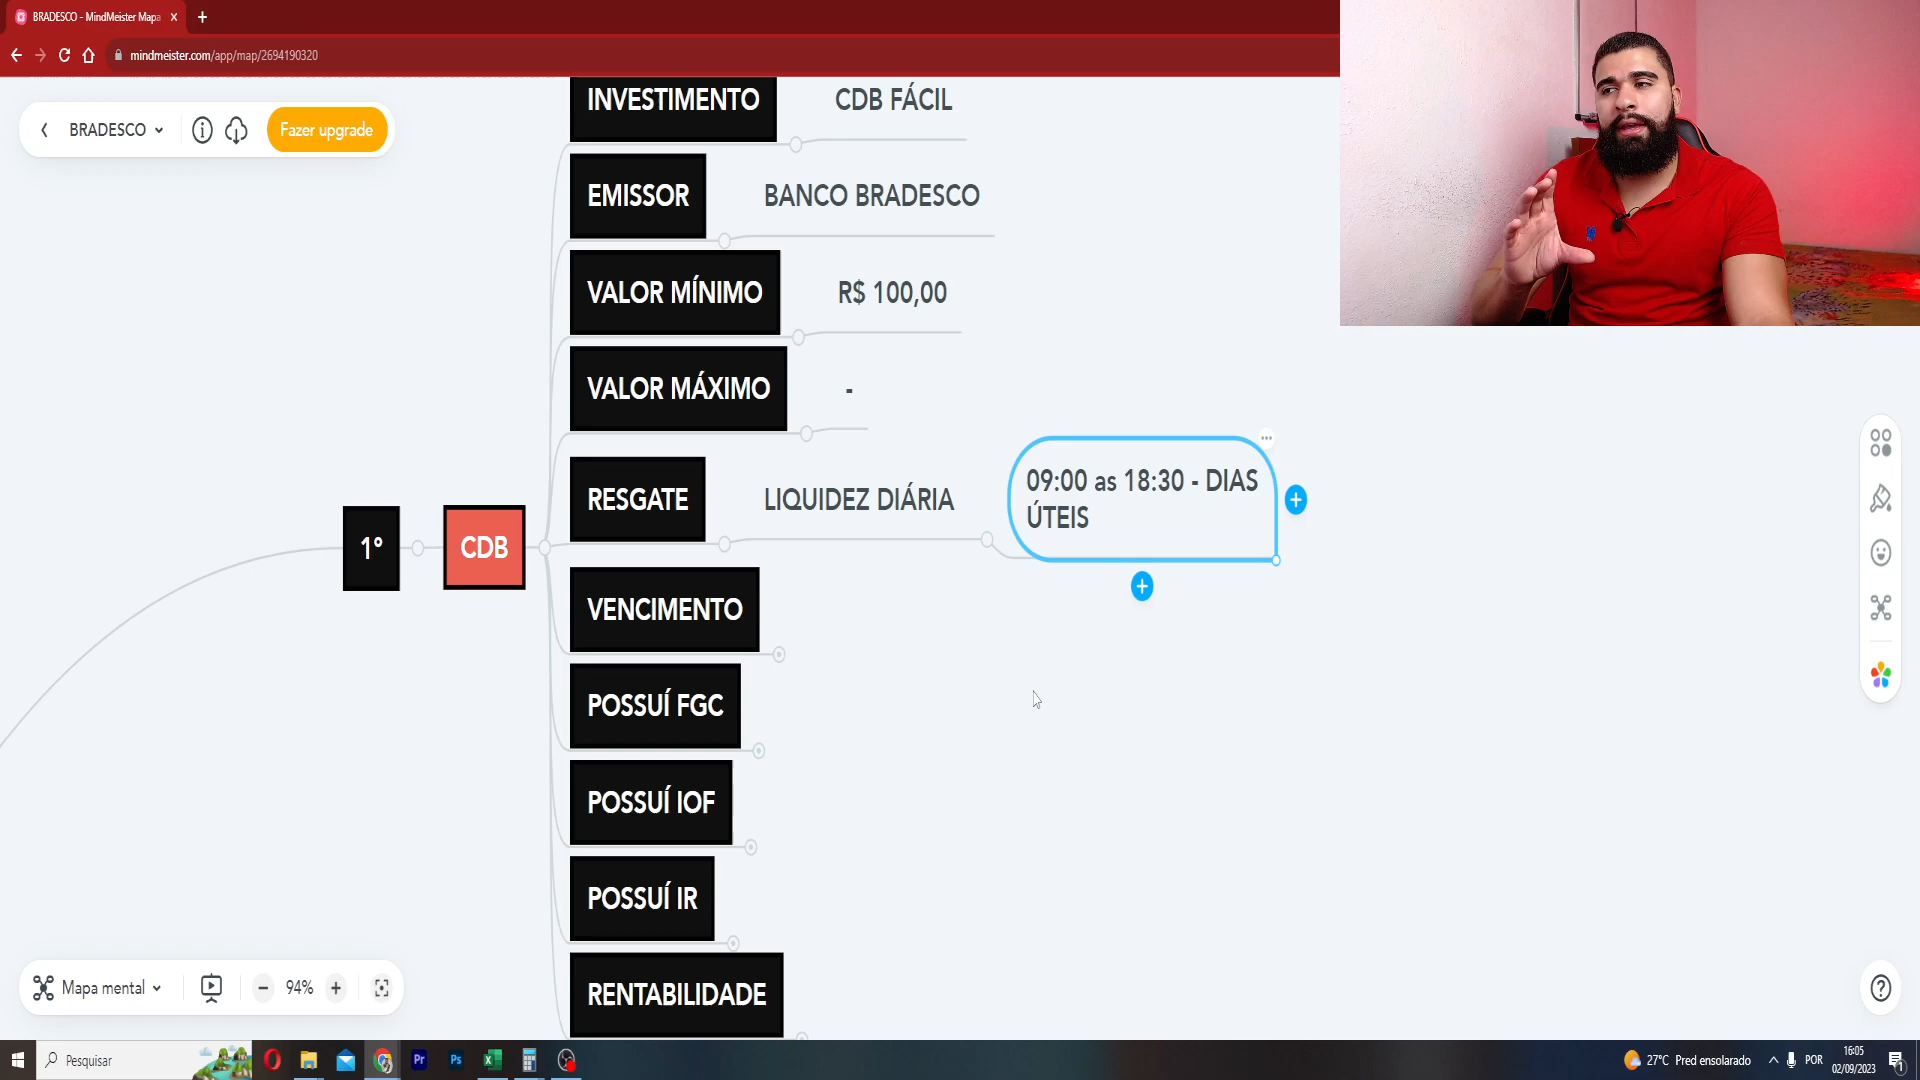 BRADESCO - MindMeister Mapa
mindmeister.com/app/map/2694190320
BRADESCO
Fazer upgrade
INVESTIMENTO
CDB FÁCIL
EMISSOR
BANCO BRADESCO
VALOR MÍNIMO
R$ 100,00
VALOR MÁXIMO
-
RESGATE
LIQUIDEZ DIÁRIA
09:00 as 18:30 - DIAS
ÚTEIS
1°
CDB
VENCIMENTO
POSSUÍ FGC
POSSUÍ IOF
POSSUÍ IR
RENTABILIDADE
Mapa mental
94%
Pesquisar
Pr
Ps
27°C Pred ensolarado
POR
16:05
02/09/2023